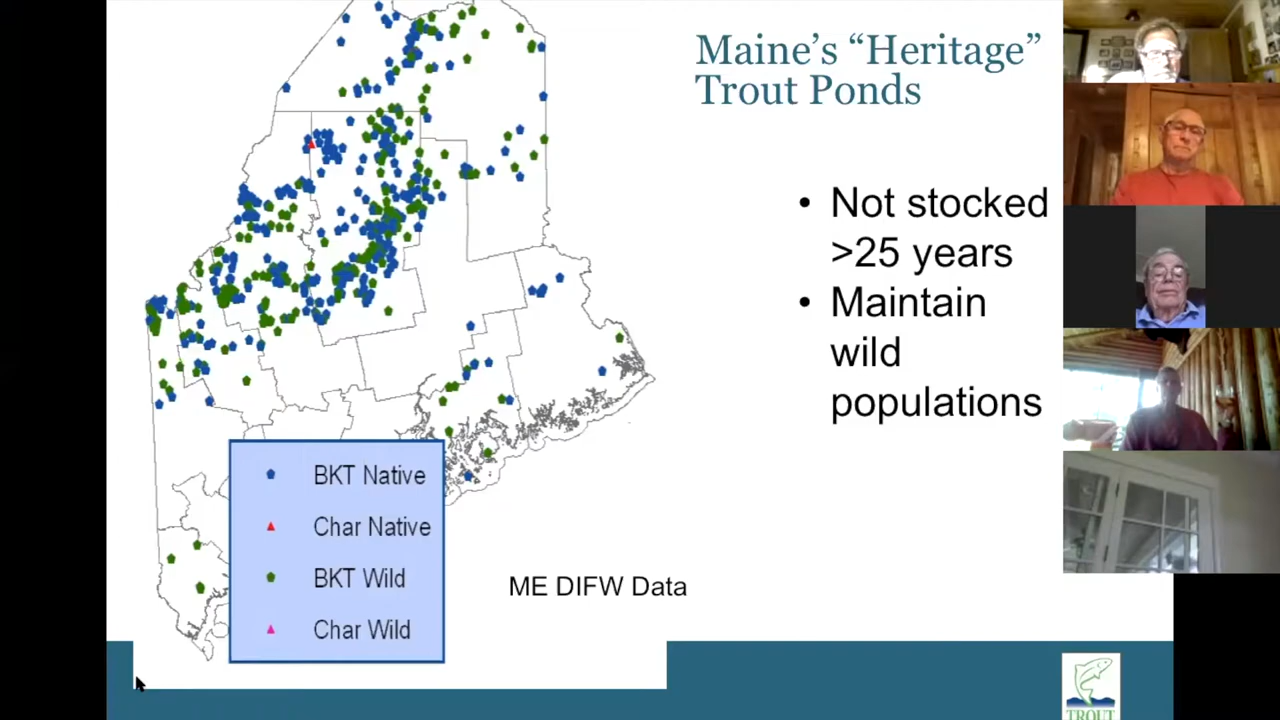 Maine’s “Heritage”
Trout Ponds
• Not stocked
>25 years
• Maintain
wild
populations
BKT Native
Char Native
BKT Wild
Char Wild
ME DIFW Data
TROUT